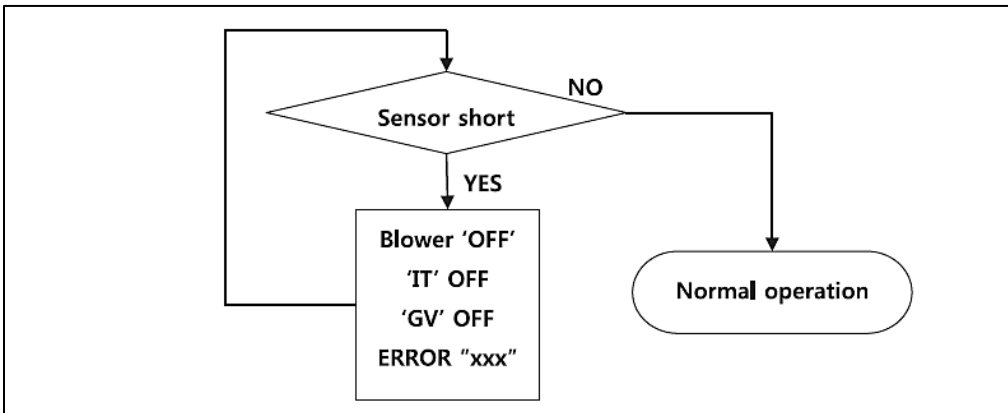 NO
Sensor short
YES
Blower ‘OFF’
‘IT’ OFF
‘GV’ OFF
ERROR ”xxx”
Normal operation